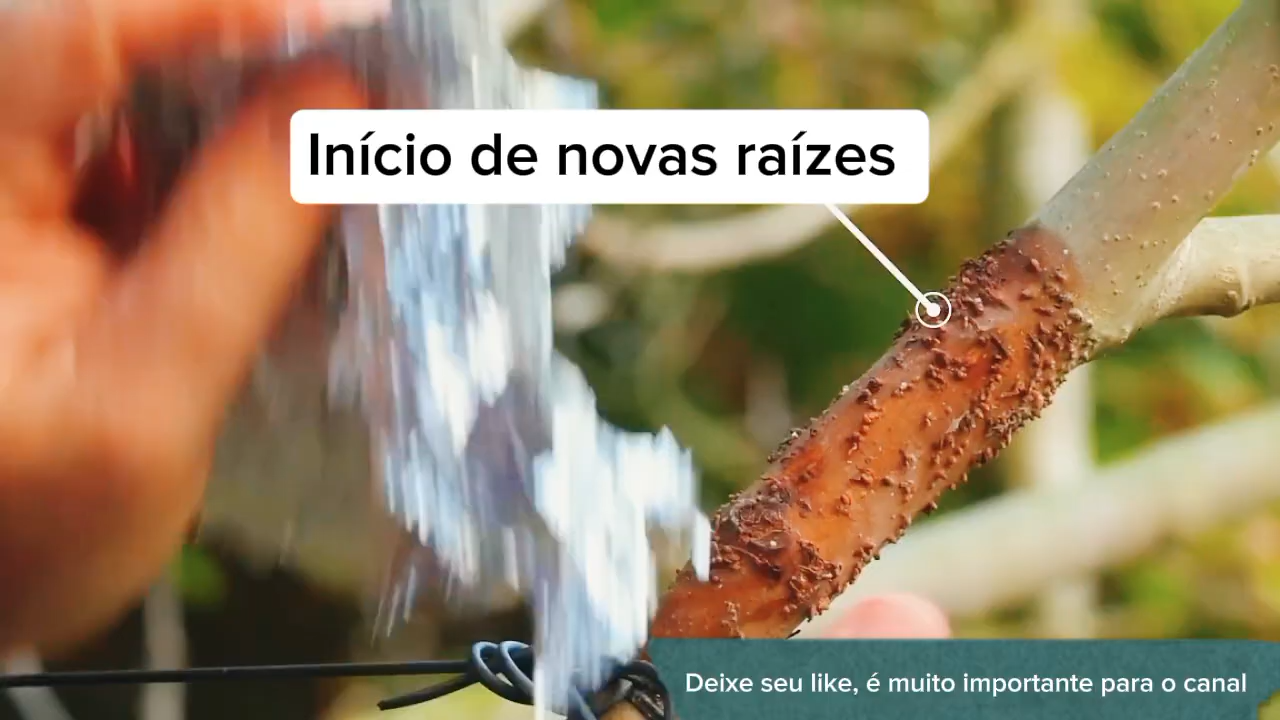 Início de novas raízes
Deixe seu like, é muito importante para o canal